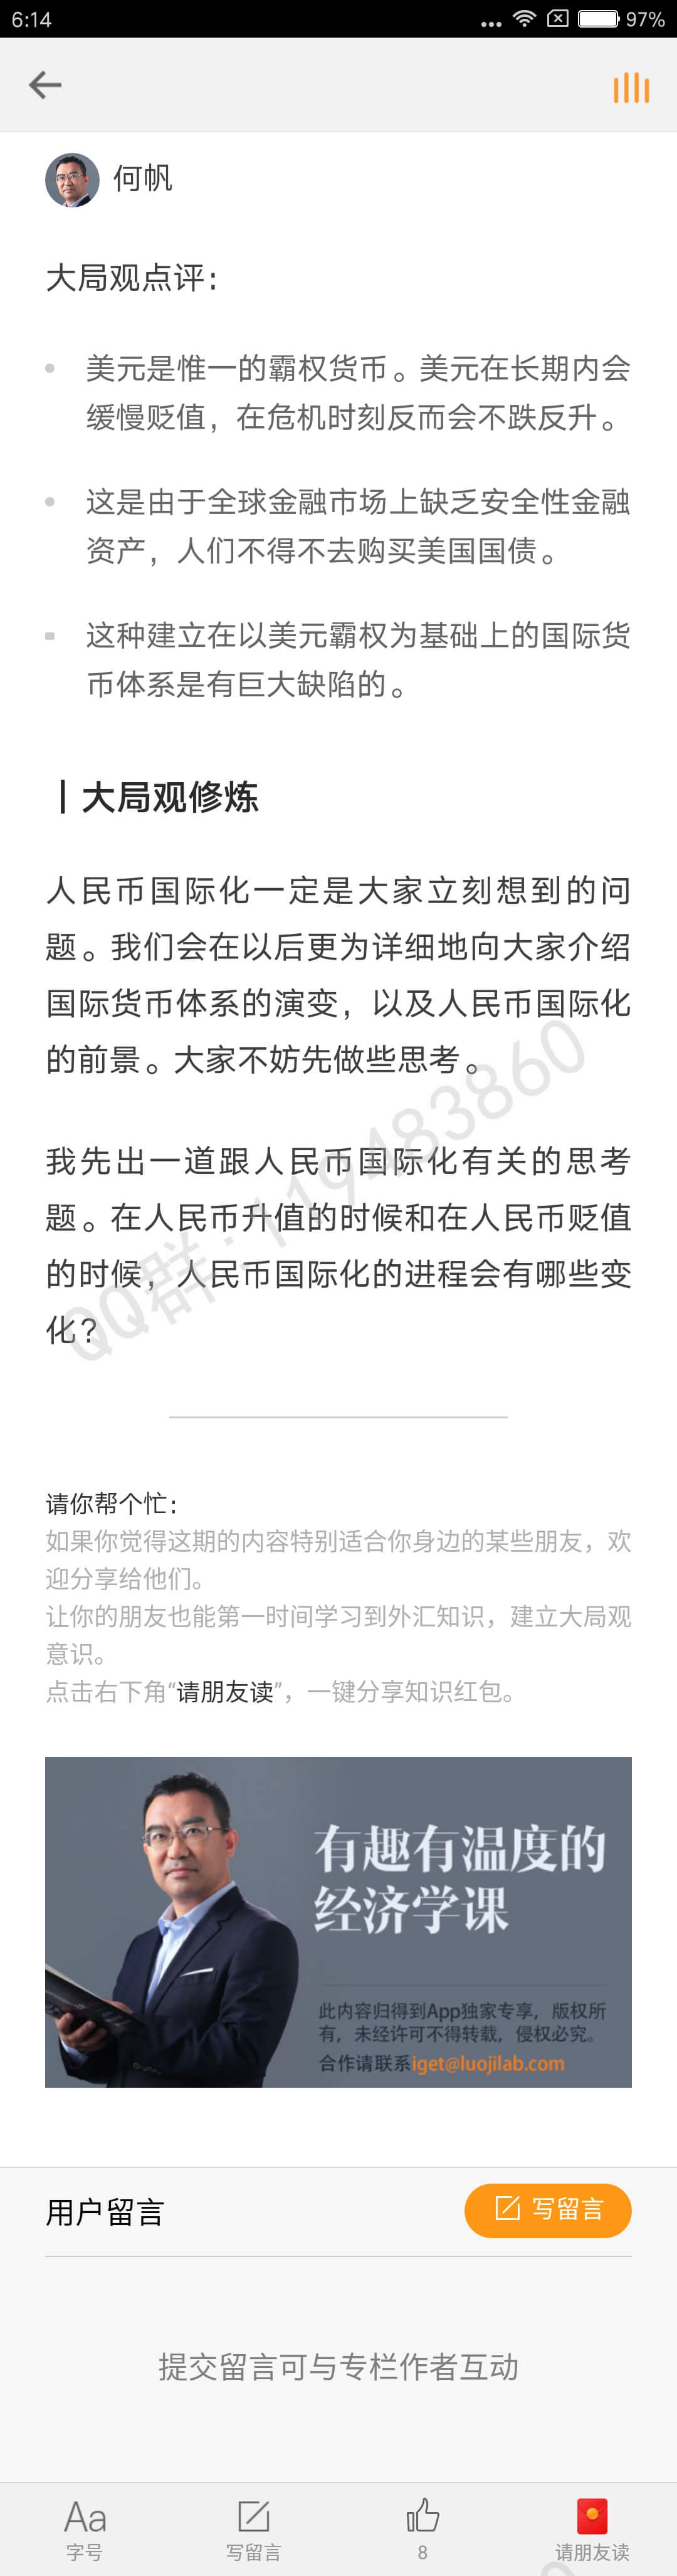 6:14
97%
何帆
大局观点评：
美元是惟一的霸权货币。美元在长期内会
缓慢贬值，在危机时刻反而会不跌反升。
这是由于全球金融市场上缺乏安全性金融
资产，人们不得不去购买美国国债。
这种建立在以美元霸权为基础上的国际货
币体系是有巨大缺陷的。
丨大局观修炼
人民币国际化一定是大家立刻想到的问
题。我们会在以后更为详细地向大家介绍
国际货币体系的演变，以及人民币国际化
的前景。大家不妨先做些思考。
我先出一道跟人民币国际化有关的思考
题。在人民币升值的时候和在人民币贬值
的时候，人民币国际化的进程会有哪些变
化？
QQ群：119483860
请你帮个忙：
如果你觉得这期的内容特别适合你身边的某些朋友，欢
迎分享给他们。
让你的朋友也能第一时间学习到外汇知识，建立大局观
意识。
点击右下角“请朋友读”，一键分享知识红包。
有趣有温度的
经济学课
此内容归得到App独家专享，版权所
有，未经许可不得转载，侵权必究。
合作请联系iget@luojilab.com
用户留言
写留言
提交留言可与专栏作者互动
Aa
字号
写留言
8
请朋友读